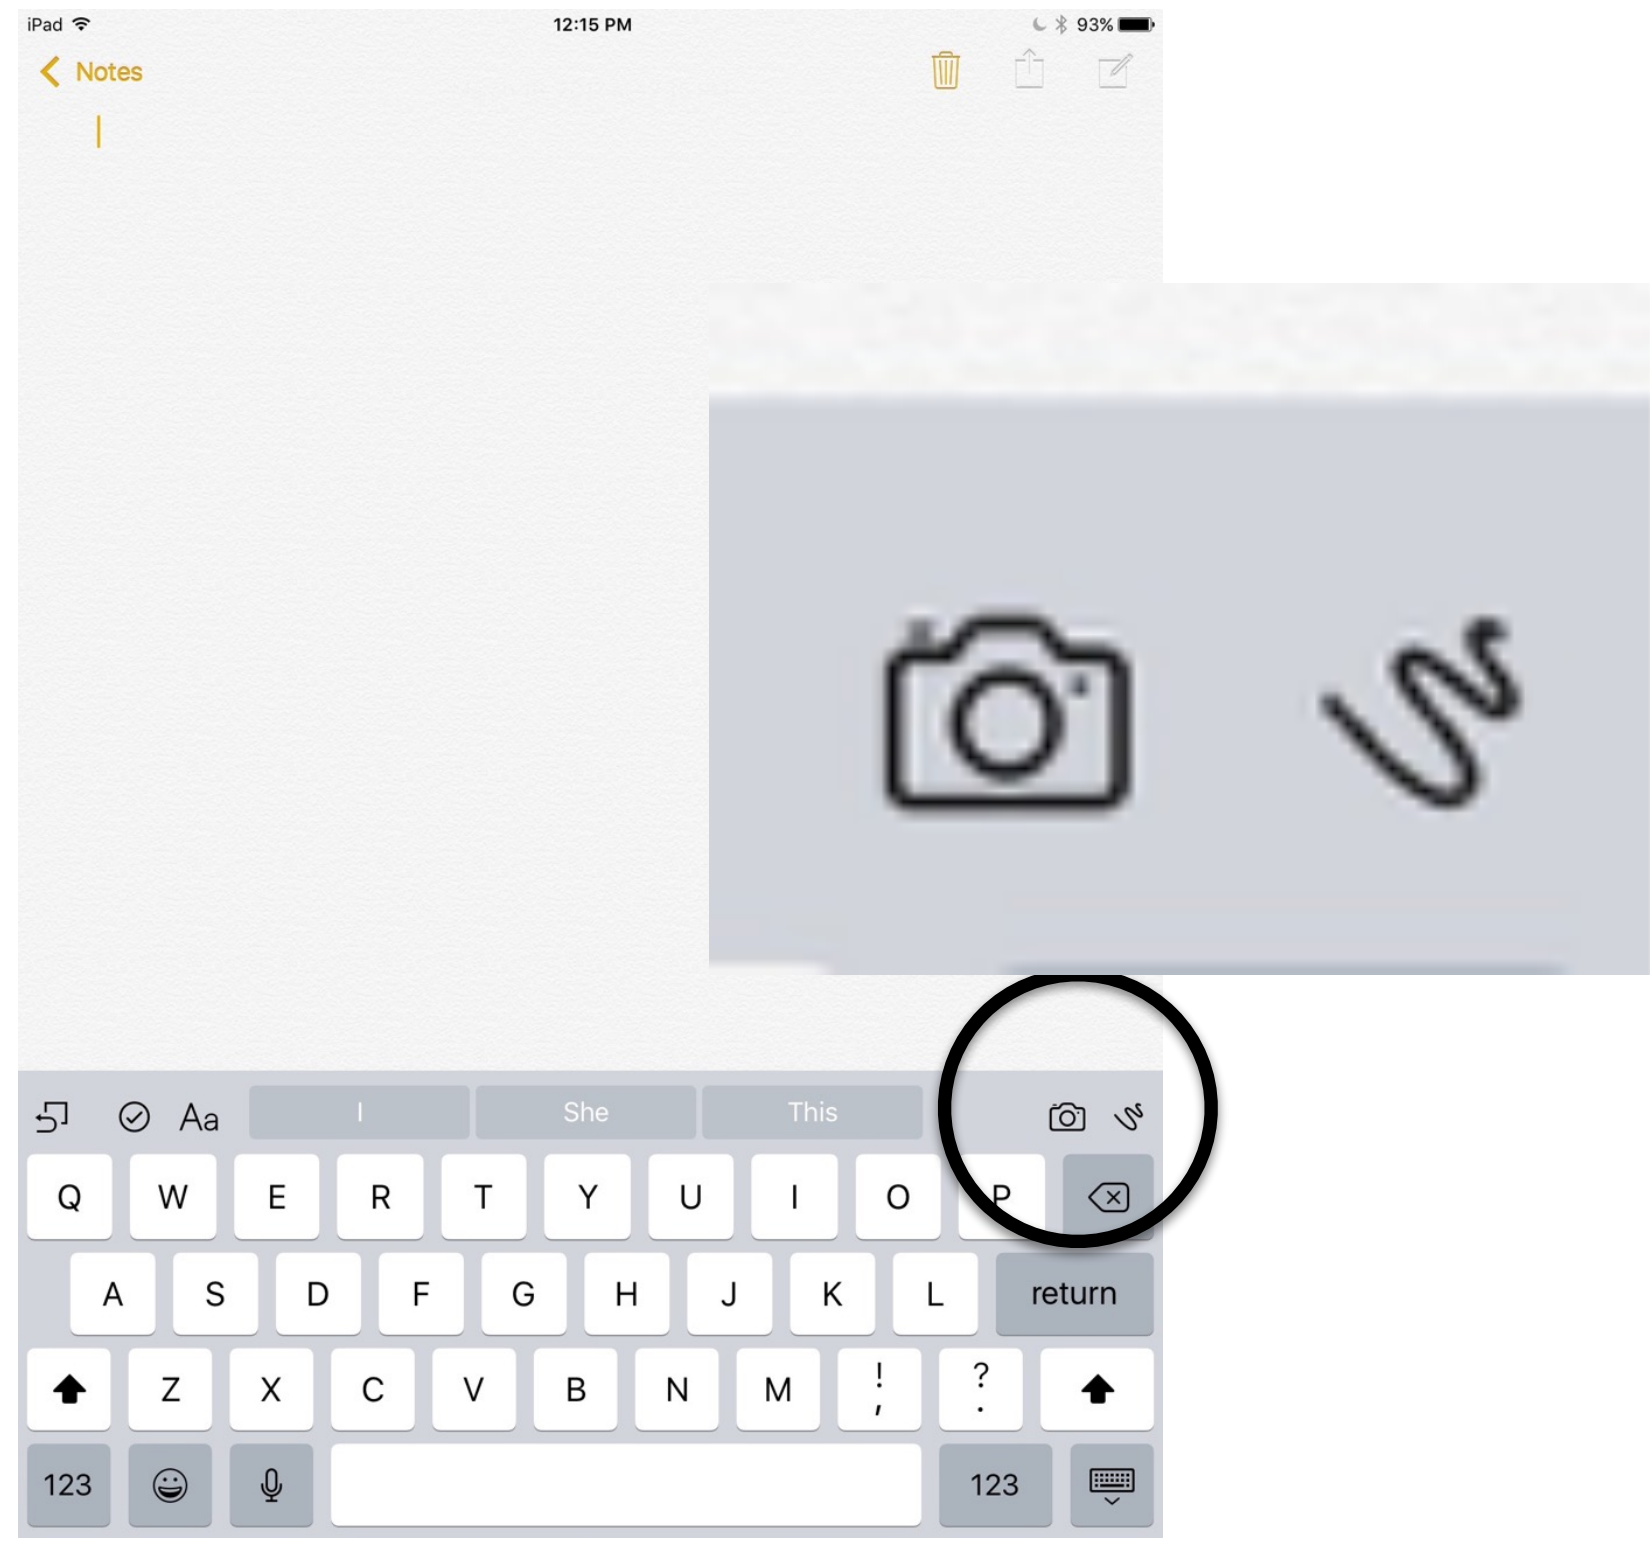 iPad 12:15 PM 93%
Notes
Aa I She This
Q W E R T Y U I O P
A S D F G H J K L return
Z X C V B N M ! , ? .
123 123